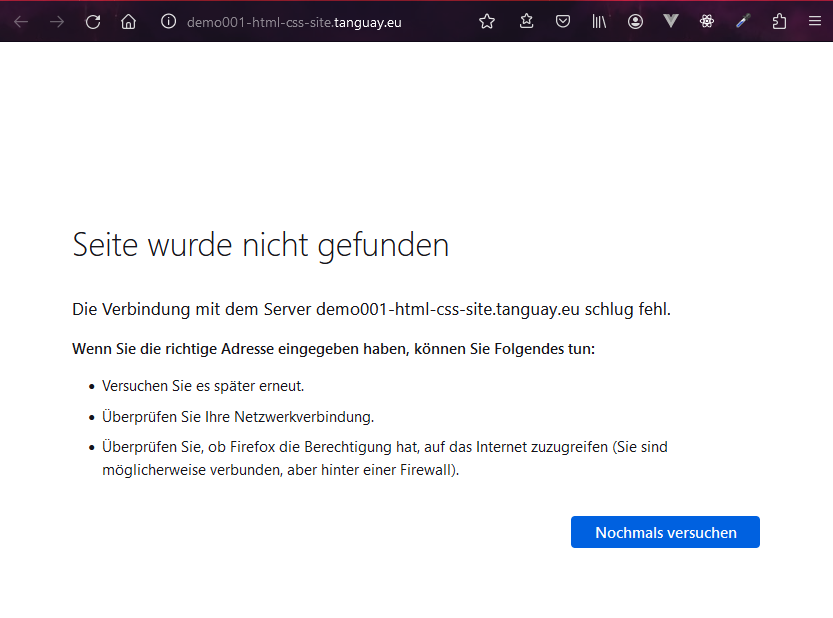 demo001-html-css-site.tanguay.eu
Seite wurde nicht gefunden
Die Verbindung mit dem Server demo001-html-css-site.tanguay.eu schlug fehl.
Wenn Sie die richtige Adresse eingegeben haben, können Sie Folgendes tun:
• Versuchen Sie es später erneut.
• Überprüfen Sie Ihre Netzwerkverbindung.
• Überprüfen Sie, ob Firefox die Berechtigung hat, auf das Internet zuzugreifen (Sie sind
möglicherweise verbunden, aber hinter einer Firewall).
Nochmals versuchen